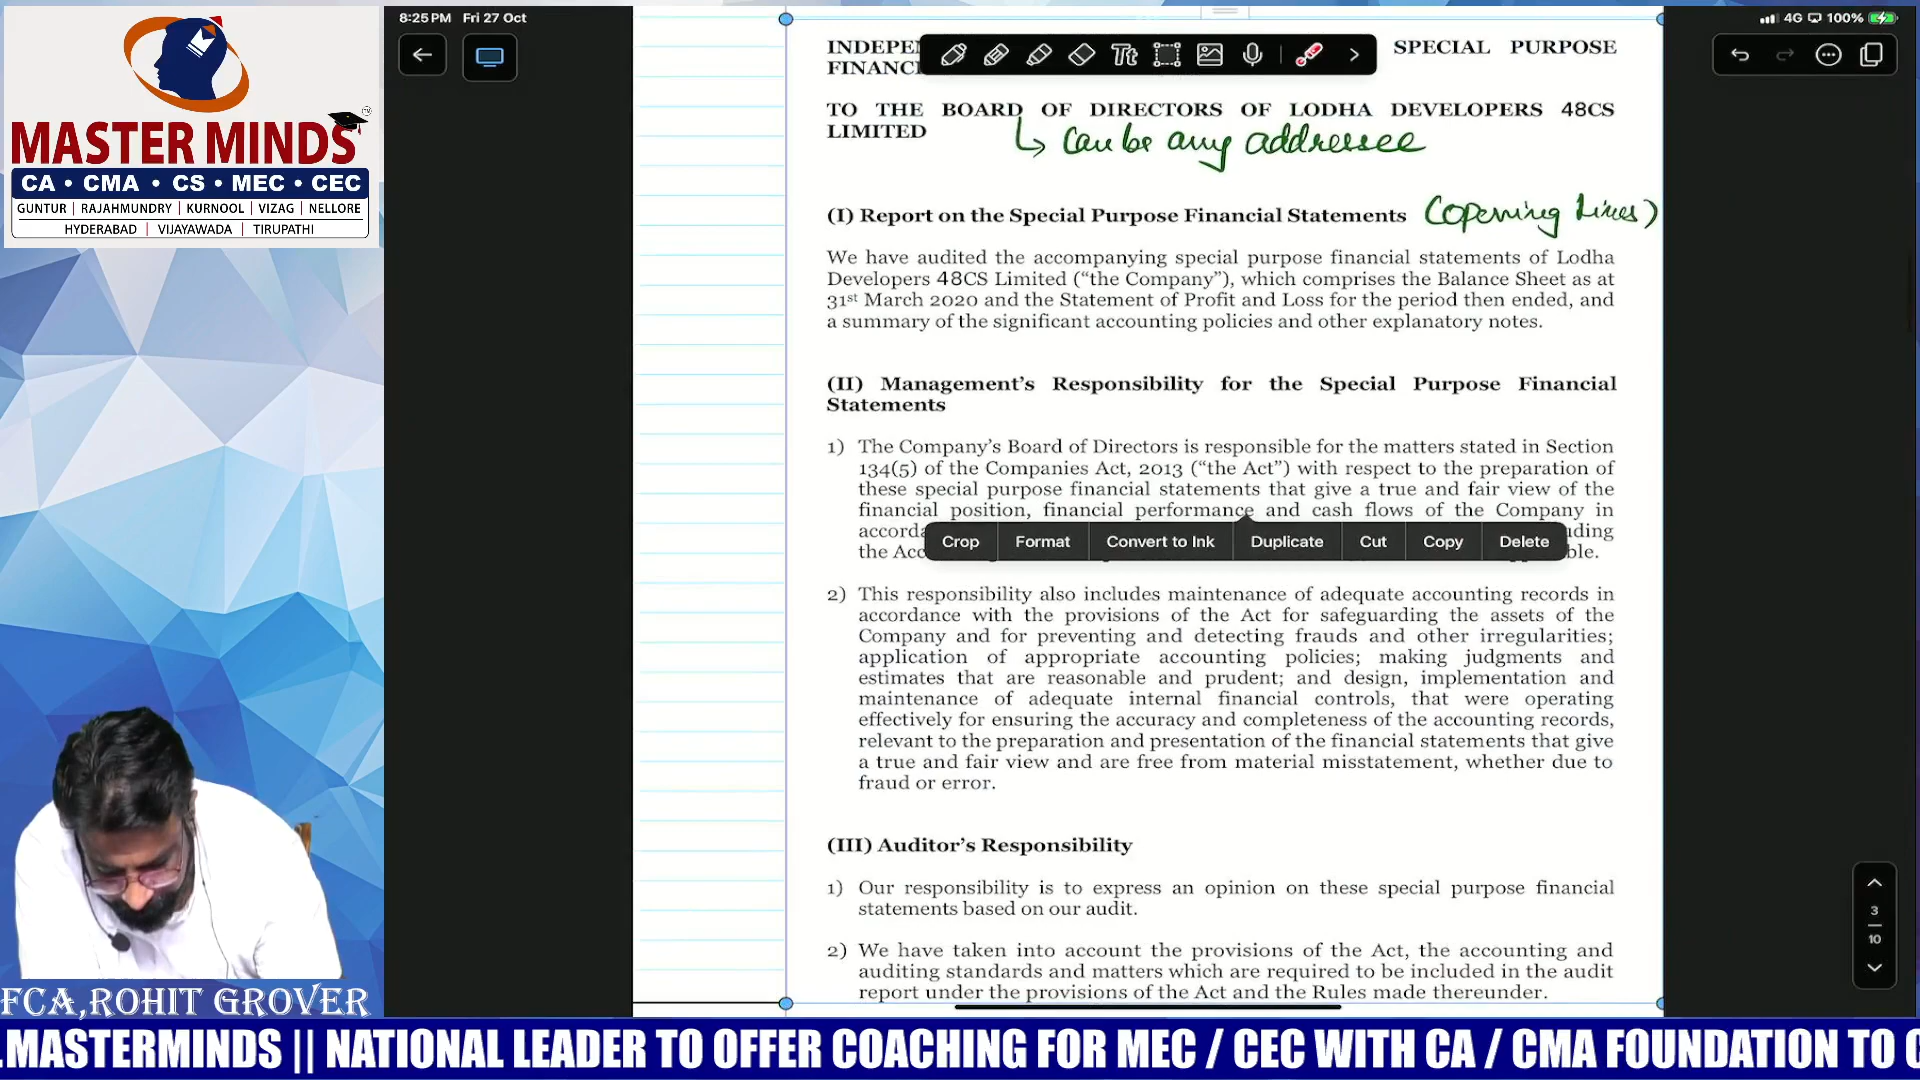 8:25 PM Fri 27 Oct
4G 100%
TM
MASTER MINDS
CA • CMA • CS • MEC • CEC
GUNTUR | RAJAHMUNDRY | KURNOOL | VIZAG | NELLORE
HYDERABAD | VIJAYAWADA | TIRUPATHI
Tt
SPECIAL PURPOSE
TO THE BOARD OF DIRECTORS OF LODHA DEVELOPERS 48CS
LIMITED
Can be any addressee
(I) Report on the Special Purpose Financial Statements (opening Lines)
We have audited the accompanying special purpose financial statements of Lodha
Developers 48CS Limited (“the Company”), which comprises the Balance Sheet as at
31st March 2020 and the Statement of Profit and Loss for the period then ended, and
a summary of the significant accounting policies and other explanatory notes.
(II) Management’s Responsibility for the Special Purpose Financial
Statements
1) The Company’s Board of Directors is responsible for the matters stated in Section
134(5) of the Companies Act, 2013 (“the Act”) with respect to the preparation of
these special purpose financial statements that give a true and fair view of the
financial position, financial performance and cash flows of the Company in
Crop Format Convert to Ink Duplicate Cut Copy Delete
the
2) This responsibility also includes maintenance of adequate accounting records in
accordance with the provisions of the Act for safeguarding the assets of the
Company and for preventing and detecting frauds and other irregularities;
application of appropriate accounting policies; making judgments and
estimates that are reasonable and prudent; and design, implementation and
maintenance of adequate internal financial controls, that were operating
effectively for ensuring the accuracy and completeness of the accounting records,
relevant to the preparation and presentation of the financial statements that give
a true and fair view and are free from material misstatement, whether due to
fraud or error.
(III) Auditor’s Responsibility
1) Our responsibility is to express an opinion on these special purpose financial
statements based on our audit.
2) We have taken into account the provisions of the Act, the accounting and
auditing standards and matters which are required to be included in the audit
report under the provisions of the Act and the Rules made thereunder.
3
10
FCA,ROHIT GROVER
.MASTERMINDS || NATIONAL LEADER TO OFFER COACHING FOR MEC / CEC WITH CA / CMA FOUNDATION TO